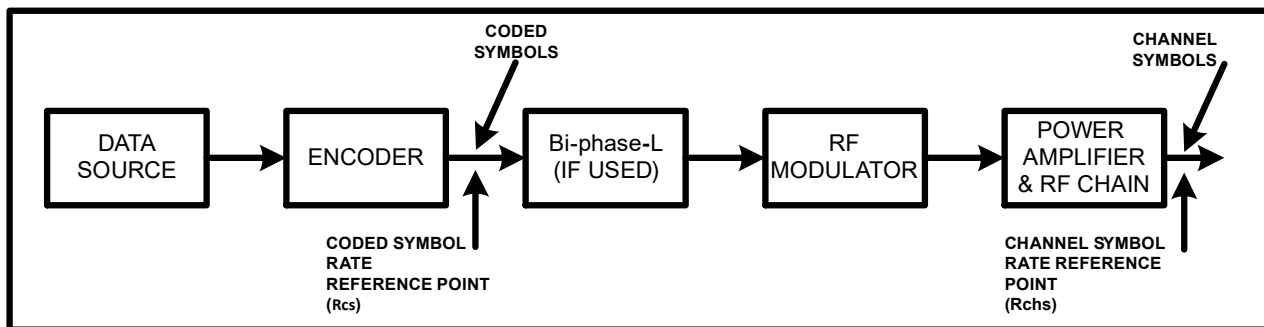 CODED
SYMBOLS
CHANNEL
SYMBOLS
DATA
SOURCE
ENCODER
Bi-phase-L
(IF USED)
RF
MODULATOR
POWER
AMPLIFIER
& RF CHAIN
CODED SYMBOL
RATE
REFERENCE POINT
(Rcs)
CHANNEL SYMBOL
RATE REFERENCE
POINT
(Rchs)